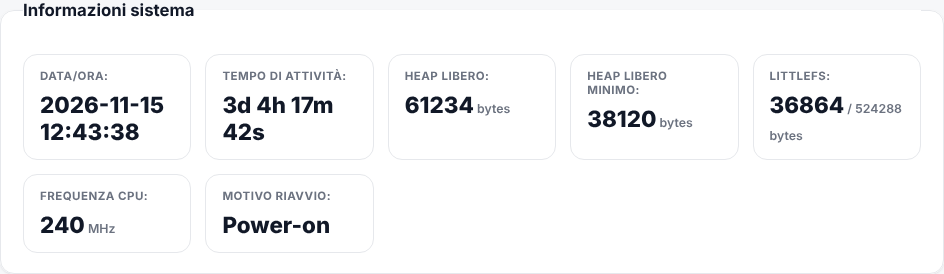 Informazioni sistema
DATA/ORA:
2026-11-15
12:43:38
TEMPO DI ATTIVITÀ:
3d 4h 17m
42s
HEAP LIBERO:
61234 bytes
HEAP LIBERO
MINIMO:
38120 bytes
LITTLEFS:
36864 / 524288
bytes
FREQUENZA CPU:
240 MHz
MOTIVO RIAVVIO:
Power-on